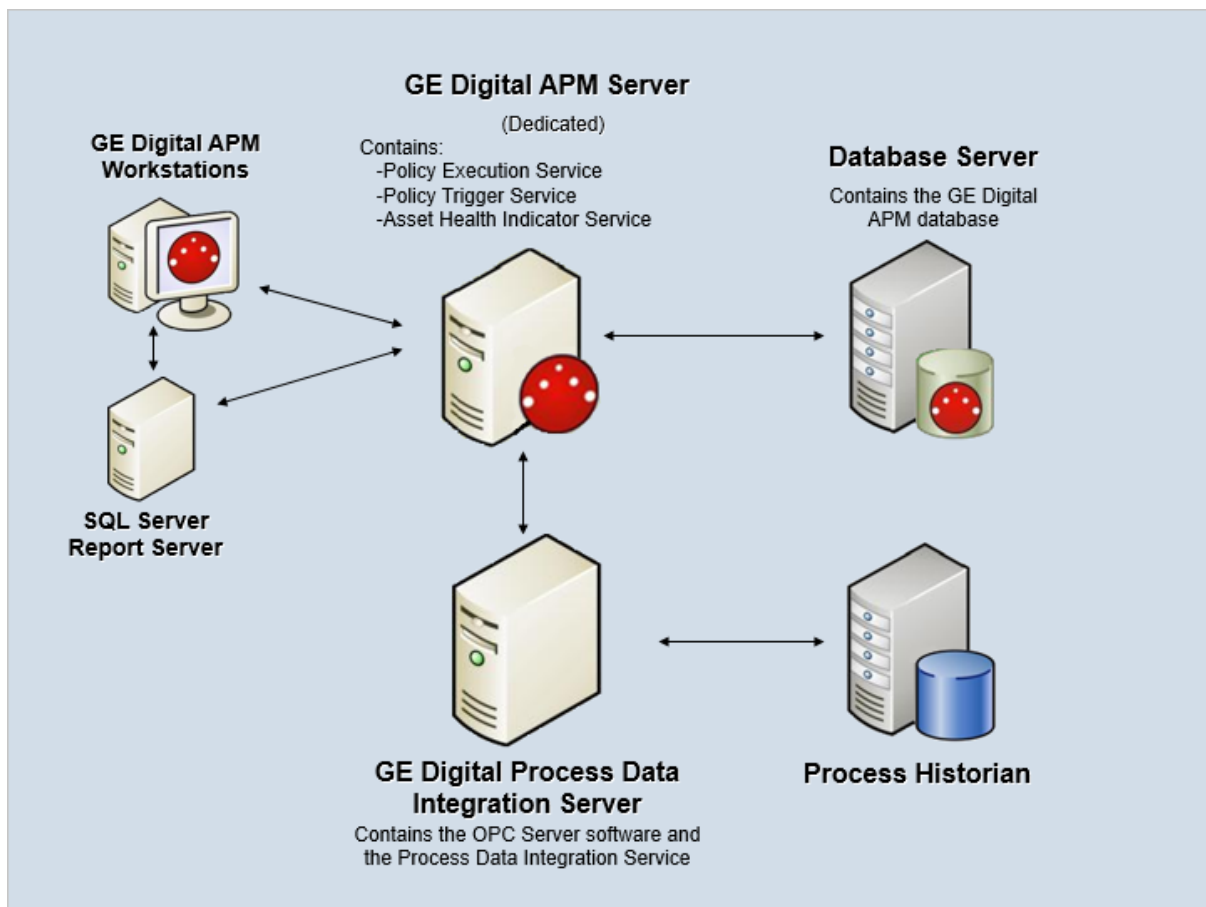 GE Digital APM Server
(Dedicated)
Contains:
-Policy Execution Service
-Policy Trigger Service
-Asset Health Indicator Service
GE Digital APM
Workstations
Database Server
Contains the GE Digital
APM database
SQL Server
Report Server
GE Digital Process Data
Integration Server
Contains the OPC Server software and
the Process Data Integration Service
Process Historian